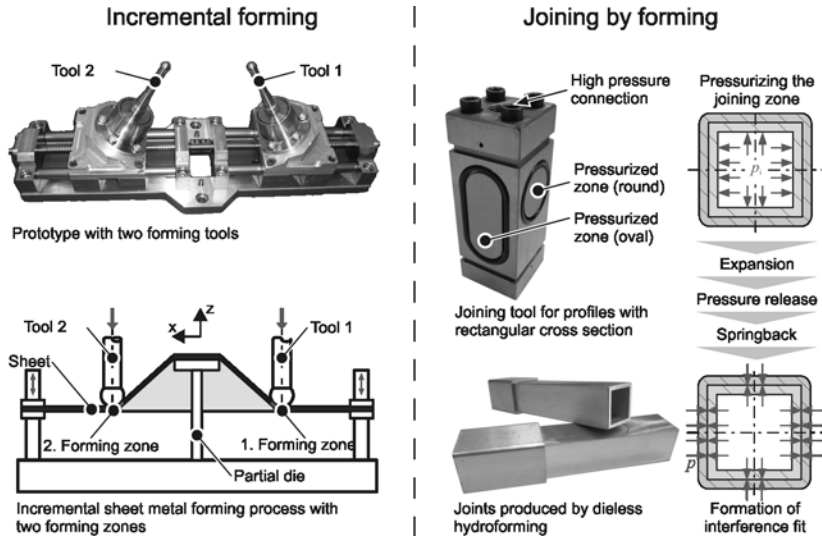 Incremental forming
Tool 2
Tool 1
Prototype with two forming tools
Tool 2
z
x
Tool 1
Sheet
2. Forming zone
1. Forming zone
Partial die
Incremental sheet metal forming process with
two forming zones
Joining by forming
High pressure
connection
Pressurized
zone (round)
Pressurized
zone (oval)
Joining tool for profiles with
rectangular cross section
Joints produced by dieless
hydroforming
Pressurizing the
joining zone
Expansion
Pressure release
Springback
p
Formation of
interference fit